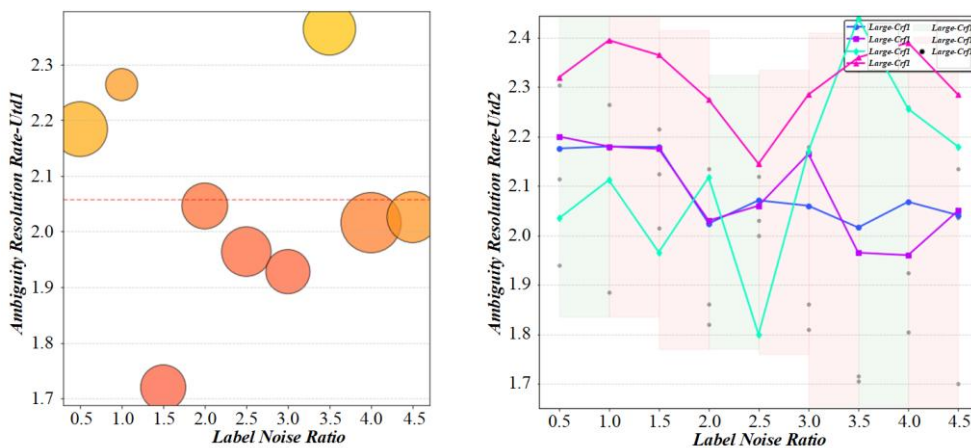 2.3
2.2
2.1
2.0
1.9
1.8
1.7
Ambiguity Resolution Rate-Utd1
0.5 1.0 1.5 2.0 2.5 3.0 3.5 4.0 4.5
Label Noise Ratio
2.4
2.3
2.2
2.1
2.0
1.9
1.8
1.7
Ambiguity Resolution Rate-Utd2
Large-Crf1 Large-Crf1
Large-Crf1 Large-Crf1
Large-Crf1
Large-Crf1
0.5 1.0 1.5 2.0 2.5 3.0 3.5 4.0 4.5
Label Noise Ratio